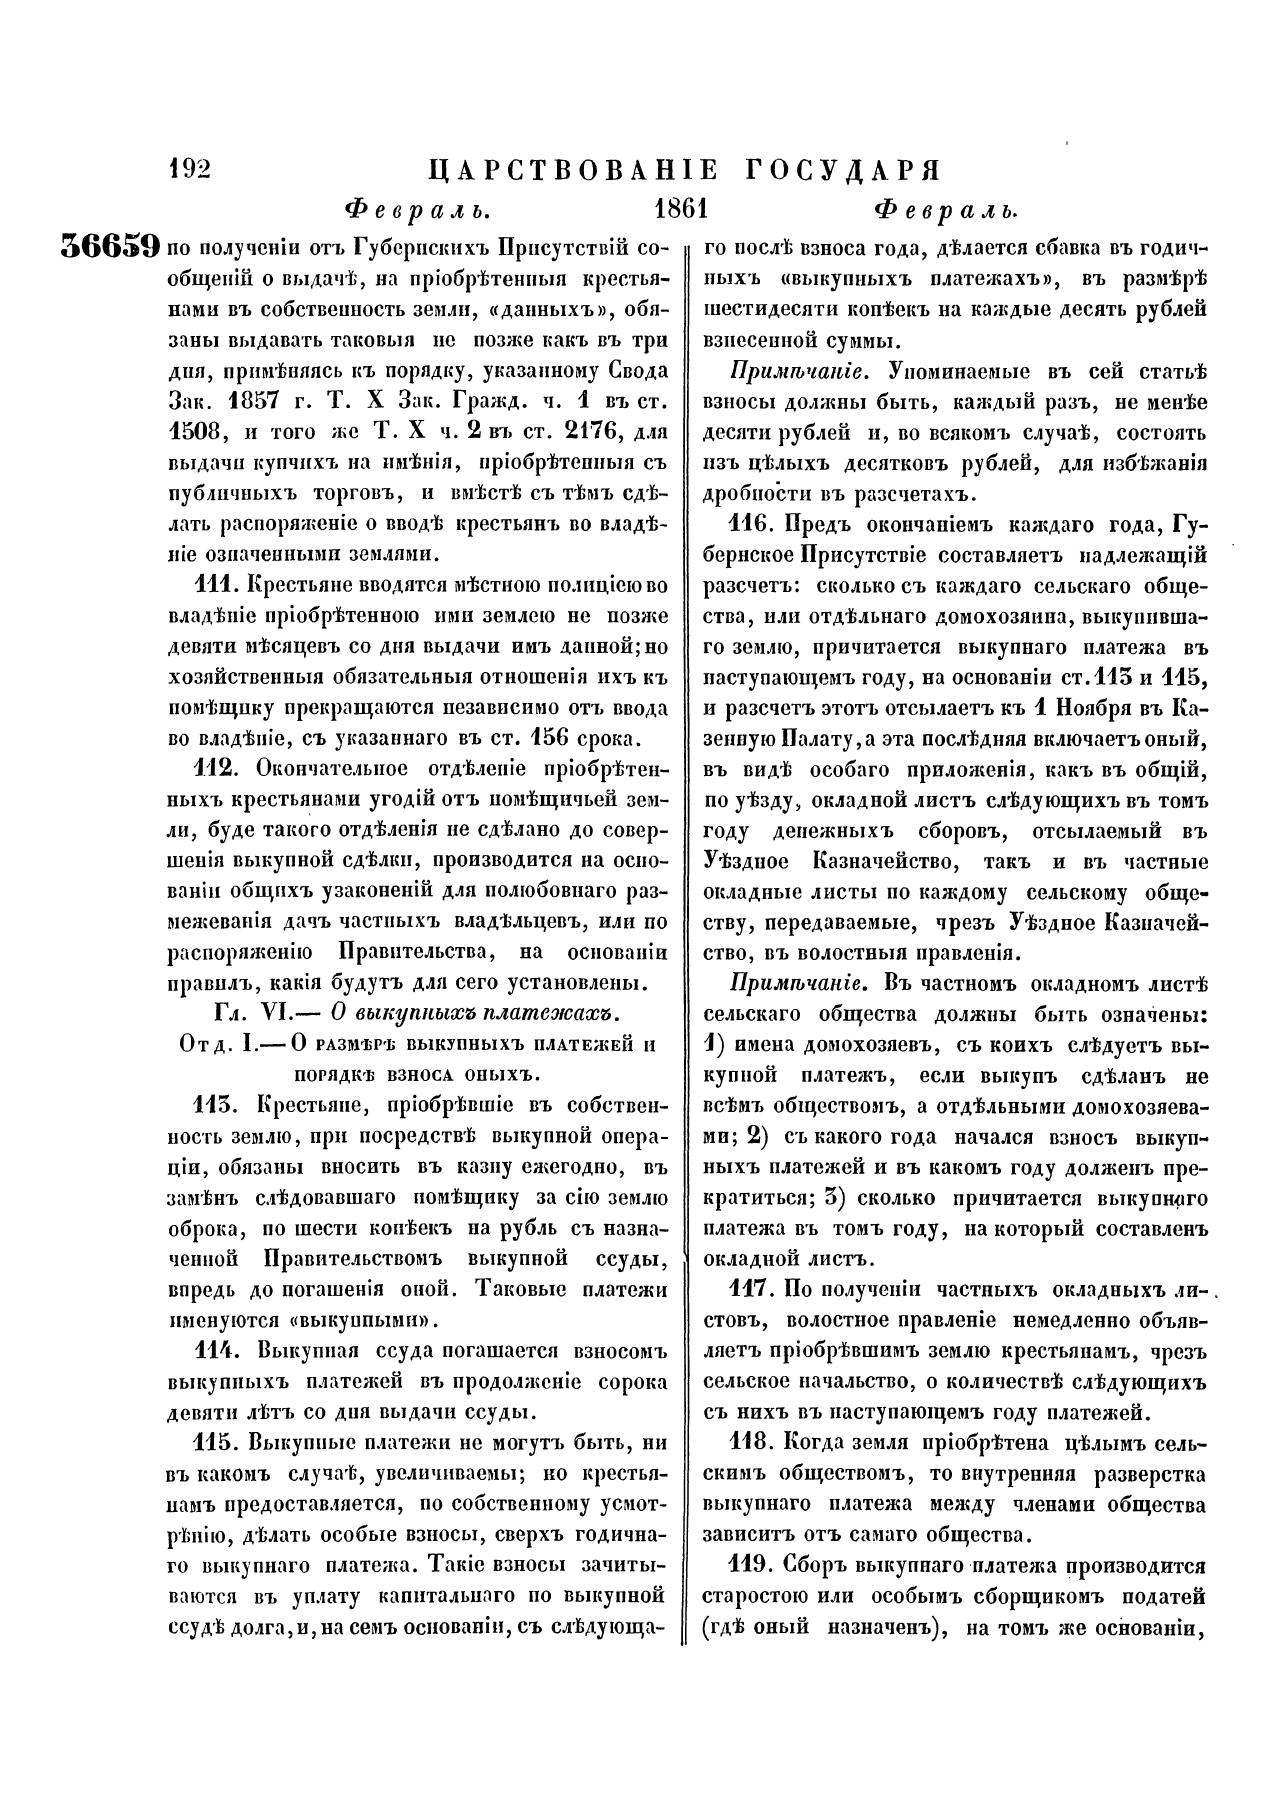 192 ЦАРСТВОВАНІЕ ГОСУДАРЯ
Февраль. 1861 Февраль.
36659 по полученіи отъ Губернскихъ Присутствій со-
общеній о выдачѣ, на пріобрѣтенныя крестья-
нами въ собственность земли, «данныхъ», обя-
заны выдавать таковыя не позже какъ въ три
дня, примѣняясь къ порядку, указанному Свода
Зак. 1857 г. Т. X Зак. Гражд. ч. 1 въ ст.
1508, и того же Т. X ч. 2 въ ст. 2176, для
выдачи купчихъ на имѣнія, пріобрѣтенныя съ
публичныхъ торговъ, и вмѣстѣ съ тѣмъ сдѣ-
лать распоряженіе о вводѣ крестьянъ во владѣ-
ніе означенными землями.
111. Крестьяне вводятся мѣстною полиціею во
владѣніе пріобрѣтенною ими землею не позже
девяти мѣсяцевъ со дня выдачи имъ данной; но
хозяйственныя обязательныя отношенія ихъ къ
помѣщику прекращаются независимо отъ ввода
во владѣніе, съ указаннаго въ ст. 156 срока.
112. Окончательное отдѣленіе пріобрѣтен-
ныхъ крестьянами угодій отъ помѣщичьей зем-
ли, буде такого отдѣленія не сдѣлано до совер-
шенія выкупной сдѣлки, производится на осно-
ваніи общихъ узаконеній для полюбовнаго раз-
межеванія дачъ частныхъ владѣльцевъ, или по
распоряженію Правительства, на основаніи
правилъ, какія будутъ для сего установлены.
Гл. VI.— О выкупныхъ платежахъ.
Отд. I.— О размѣрѣ выкупныхъ платежей и
порядкѣ взноса оныхъ.
113. Крестьяне, пріобрѣвшіе въ собствен-
ность землю, при посредствѣ выкупной опера-
ціи, обязаны вносить въ казну ежегодно, въ
замѣнъ слѣдовавшаго помѣщику за сію землю
оброка, по шести копѣекъ на рубль съ назна-
ченной Правительствомъ выкупной ссуды,
впредь до погашенія оной. Таковые платежи
именуются «выкупными».
114. Выкупная ссуда погашается взносомъ
выкупныхъ платежей въ продолженіе сорока
девяти лѣтъ со дня выдачи ссуды.
115. Выкупные платежи не могутъ быть, ни
въ какомъ случаѣ, увеличиваемы; но крестья-
намъ предоставляется, по собственному усмот-
рѣнію, дѣлать особые взносы, сверхъ годична-
го выкупнаго платежа. Такіе взносы зачиты-
ваются въ уплату капитальнаго по выкупной
ссудѣ долга, и, на семъ основаніи, съ слѣдующа-
го послѣ взноса года, дѣлается сбавка въ годич-
ныхъ «выкупныхъ платежахъ», въ размѣрѣ
шестидесяти копѣекъ на каждые десять рублей
взнесенной суммы.
Примѣчаніе. Упоминаемые въ сей статьѣ
взносы должны быть, каждый разъ, не менѣе
десяти рублей и, во всякомъ случаѣ, состоять
изъ цѣлыхъ десятковъ рублей, для избѣжанія
дробности въ разсчетахъ.
116. Предъ окончаніемъ каждаго года, Гу-
бернское Присутствіе составляетъ надлежащій
разсчетъ: сколько съ каждаго сельскаго обще-
ства, или отдѣльнаго домохозяина, выкупивша-
го землю, причитается выкупнаго платежа въ
наступающемъ году, на основаніи ст. 113 и 115,
и разсчетъ этотъ отсылаетъ къ 1 Ноября въ Ка-
зенную Палату, а эта послѣдняя включаетъ оный,
въ видѣ особаго приложенія, какъ въ общій,
по уѣзду, окладной листъ слѣдующихъ въ томъ
году денежныхъ сборовъ, отсылаемый въ
Уѣздное Казначейство, такъ и въ частные
окладные листы по каждому сельскому обще-
ству, передаваемые, чрезъ Уѣздное Казначей-
ство, въ волостныя правленія.
Примѣчаніе. Въ частномъ окладномъ листѣ
сельскаго общества должны быть означены:
1) имена домохозяевъ, съ коихъ слѣдуетъ вы-
купной платежъ, если выкупъ сдѣланъ не
всѣмъ обществомъ, а отдѣльными домохозяева-
ми; 2) съ какого года начался взносъ выкуп-
ныхъ платежей и въ какомъ году долженъ пре-
кратиться; 3) сколько причитается выкупнаго
платежа въ томъ году, на который составленъ
окладной листъ.
117. По полученіи частныхъ окладныхъ ли-
стовъ, волостное правленіе немедленно объяв-
ляетъ пріобрѣвшимъ землю крестьянамъ, чрезъ
сельское начальство, о количествѣ слѣдующихъ
съ нихъ въ наступающемъ году платежей.
118. Когда земля пріобрѣтена цѣлымъ сель-
скимъ обществомъ, то внутренняя разверстка
выкупнаго платежа между членами общества
зависитъ отъ самаго общества.
119. Сборъ выкупнаго платежа производится
старостою или особымъ сборщикомъ податей
(гдѣ оный назначенъ), на томъ же основаніи,